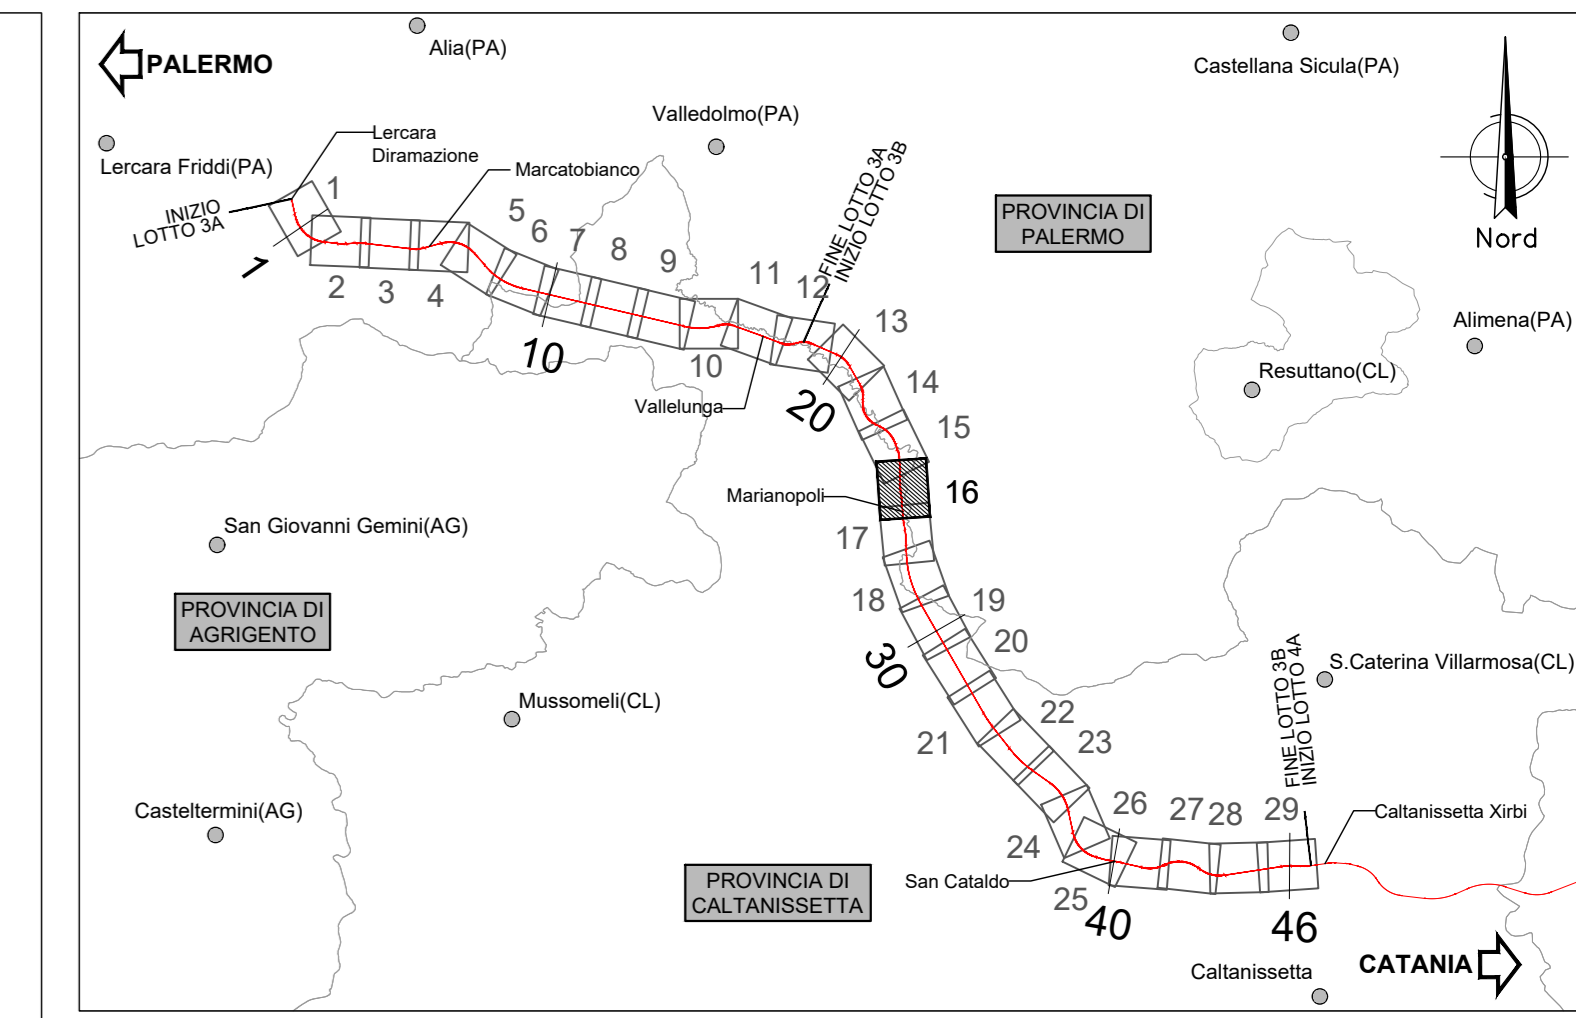 PALERMO
Alia(PA)
Castellana Sicula(PA)
Valledolmo(PA)
Lercara Friddi(PA)
Lercara
Diramazione
Marcatobianco
INIZIO
LOTTO 3A
FINE LOTTO 3A
INIZIO LOTTO 3B
PROVINCIA DI
PALERMO
Nord
1
1
2
3
4
5
6
7
8
9
10
10
11
12
13
14
15
16
20
Vallelunga
Alimena(PA)
Resuttano(CL)
Marianopoli
San Giovanni Gemini(AG)
PROVINCIA DI
AGRIGENTO
17
18
19
20
30
21
22
23
Mussomeli(CL)
S.Caterina Villarmosa(CL)
FINE LOTTO 3B
INIZIO LOTTO 4A
Casteltermini(AG)
24
25
26
27
28
29
Caltanissetta Xirbi
San Cataldo
PROVINCIA DI
CALTANISSETTA
40
46
CATANIA
Caltanissetta